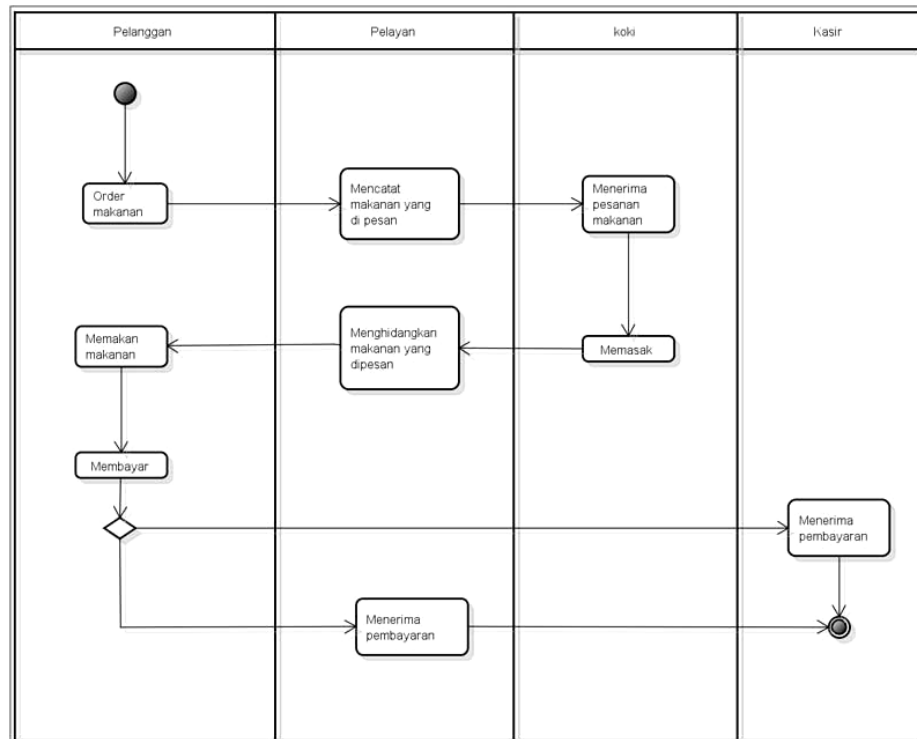 Pelanggan
Pelayan
koki
Kasir
Order
makanan
Mencatat
makanan yang
di pesan
Menerima
pesanan
makanan
Memakan
makanan
Menghidangkan
makanan yang
dipesan
Memasak
Membayar
Menerima
pembayaran
Menerima
pembayaran